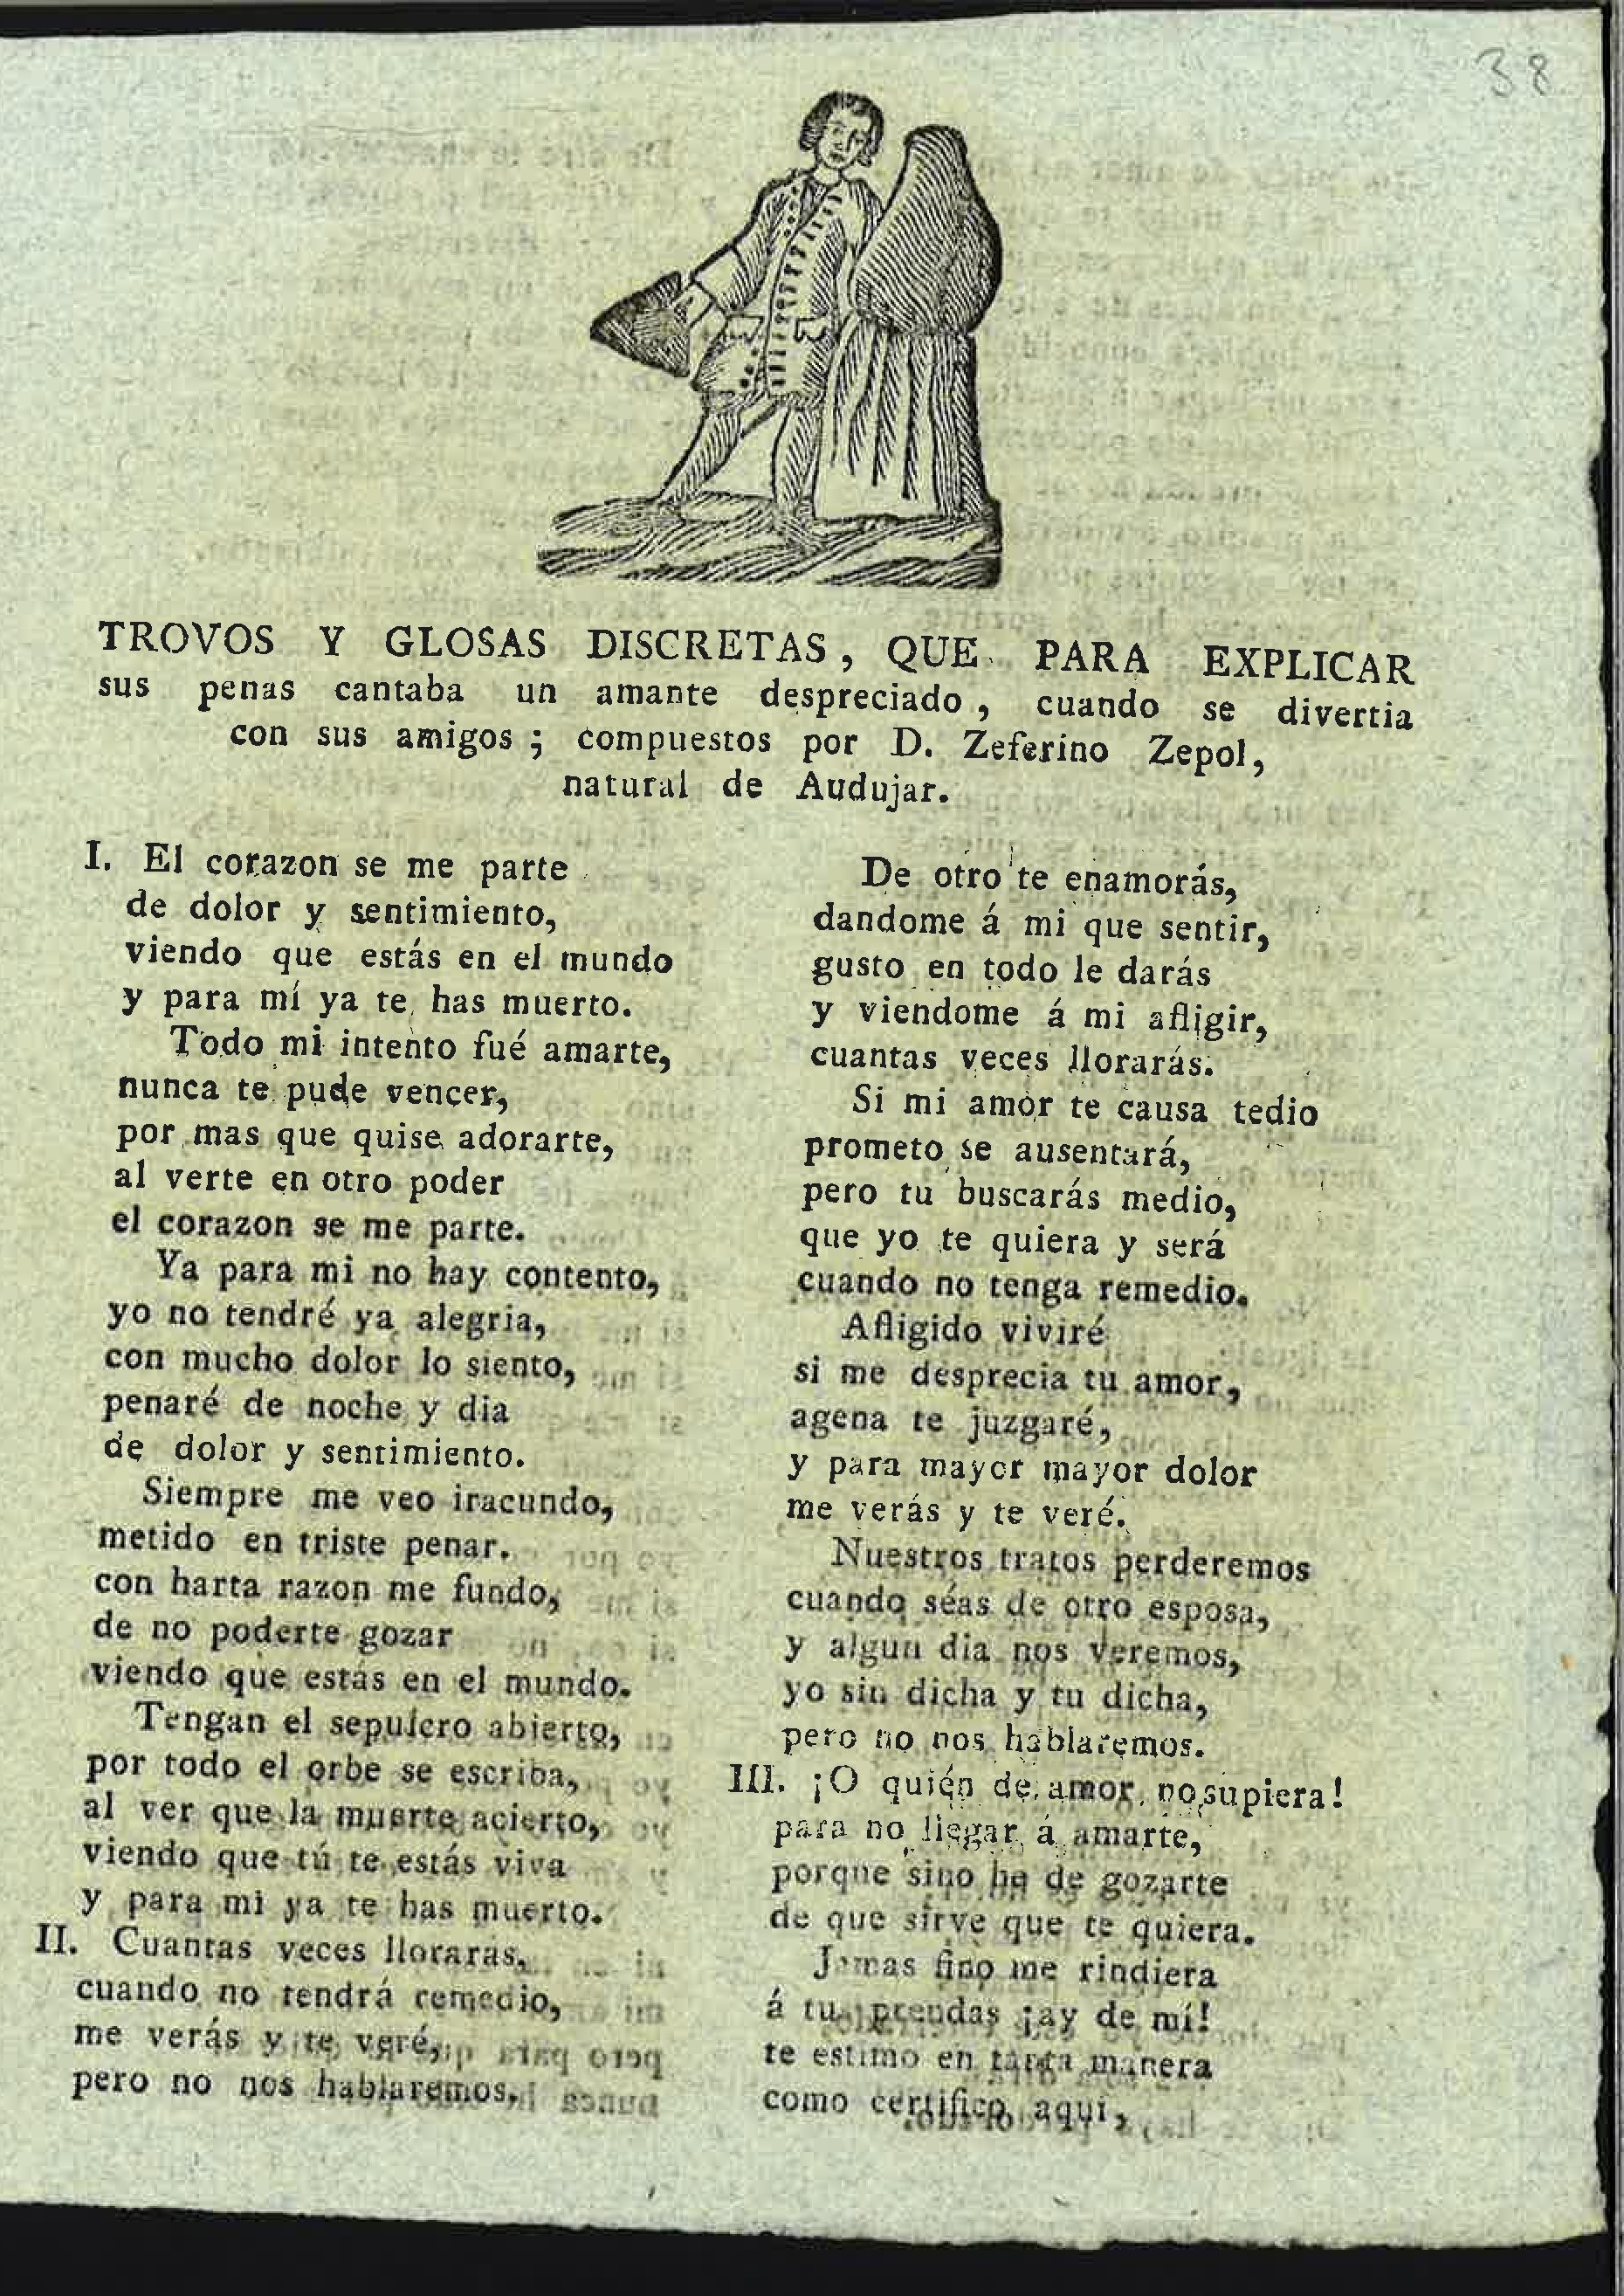 38
TROVOS Y GLOSAS DISCRETAS, QUE PARA EXPLICAR
sus penas cantaba un amante despreciado, cuando se divertia
con sus amigos; compuestos por D. Zeferino Zepol,
natural de Audujar.
I. El corazon se me parte
de dolor y sentimiento,
viendo que estás en el mundo
y para mí ya te has muerto.
Todo mi intento fué amarte,
nunca te pude vencer,
por mas que quise adorarte,
al verte en otro poder
el corazon se me parte.
Ya para mi no hay contento,
yo no tendré ya alegria,
con mucho dolor lo siento,
penaré de noche y dia
de dolor y sentimiento.
Siempre me veo iracundo,
metido en triste penar.
con harta razon me fundo,
de no poderte gozar
viendo que estás en el mundo.
Tengan el sepulcro abierto,
por todo el orbe se escriba,
al ver que la muerte acierto,
viendo que tú te estás viva
y para mi ya te has muerto.
II. Cuantas veces lloraras,
cuando no tendrá remedio,
me verás y te veré,
pero no nos hablaremos.
De otro te enamorás,
dandome á mi que sentir,
gusto en todo le darás
y viendome á mi afligir,
cuantas veces llorarás.
Si mi amor te causa tedio
prometo se ausentará,
pero tu buscarás medio,
que yo te quiera y será
cuando no tenga remedio.
Afligido viviré
si me desprecia tu amor,
agena te juzgaré,
y para mayor mayor dolor
me verás y te veré.
Nuestros tratos perderemos
cuando séas de otro esposa,
y algun dia nos veremos,
yo sin dicha y tu dicha,
pero no nos hablaremos.
III. ¡O quién de amor no supiera!
para no llegar á amarte,
porque sino he de gozarte
de que sirve que te quiera.
Jamas fino me rindiera
á tu prendas ¡ay de mí!
te estimo en tanta manera
como certifico aqui,